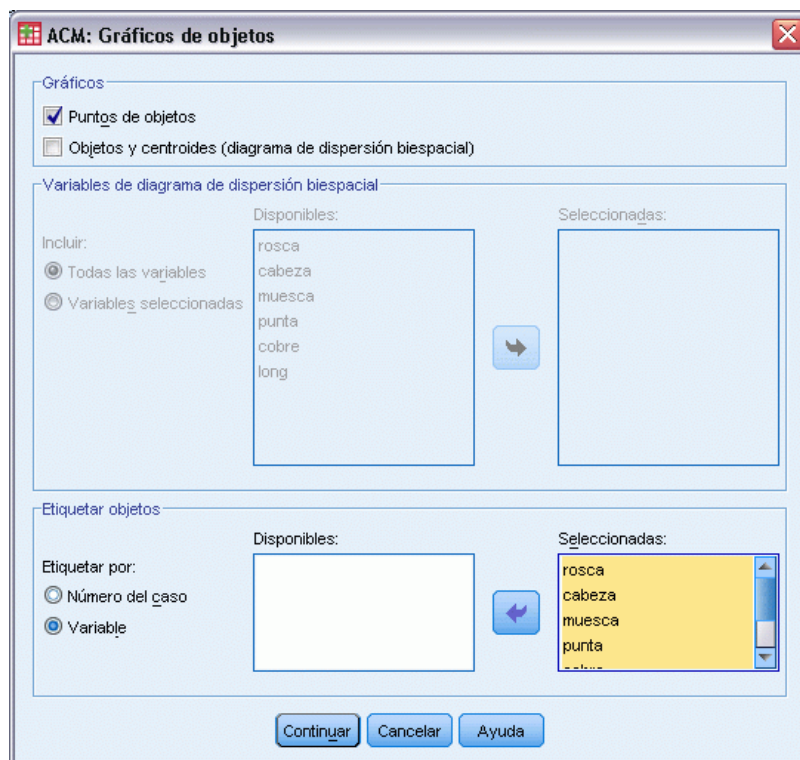 ACM: Gráficos de objetos
Gráficos
Puntos de objetos
Objetos y centroides (diagrama de dispersión biespacial)
Variables de diagrama de dispersión biespacial
Disponibles:
Seleccionadas:
Incluir:
Todas las variables
Variables seleccionadas
rosca
cabeza
muesca
punta
cobre
long
Etiquetar objetos
Disponibles:
Seleccionadas:
Etiquetar por:
Número del caso
Variable
rosca
cabeza
muesca
punta
Continuar
Cancelar
Ayuda